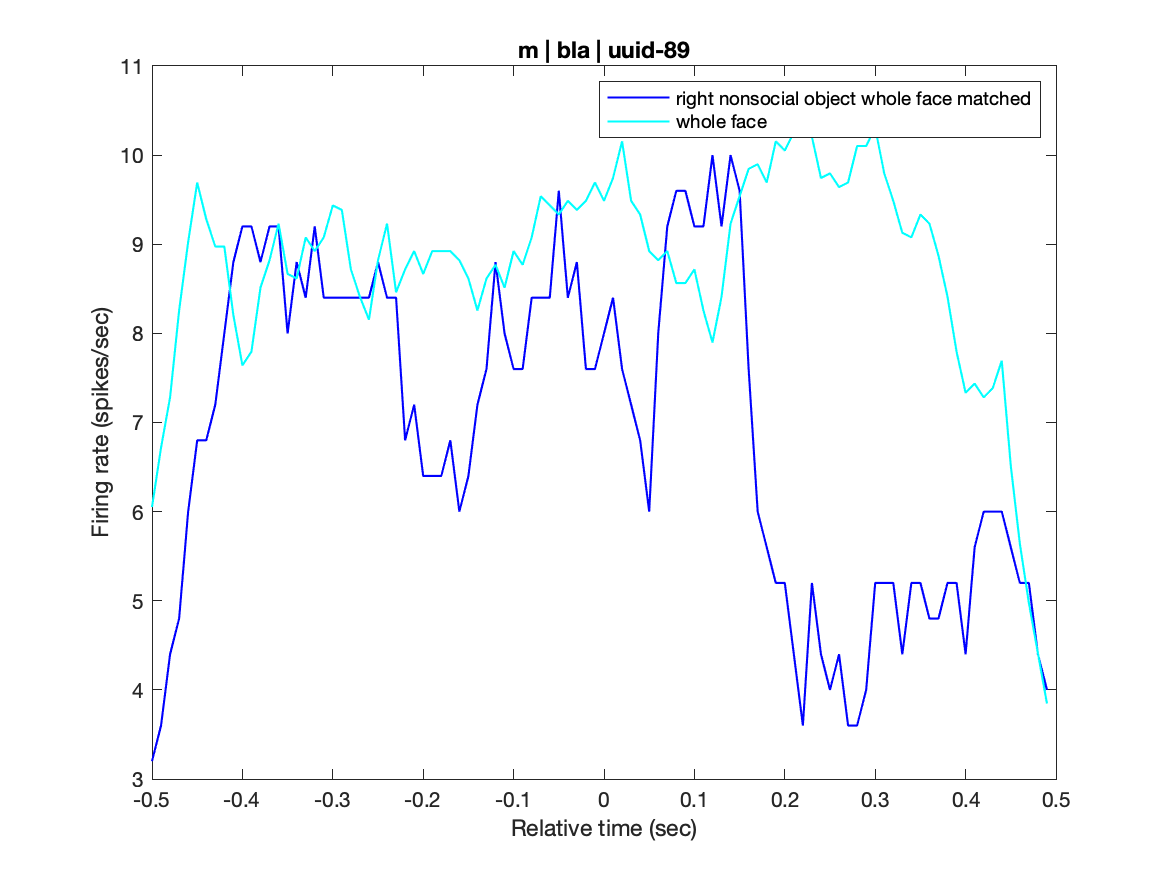 m | bla | uuid-89
right nonsocial object whole face matched
whole face
11
10
9
8
7
6
5
4
3
Firing rate (spikes/sec)
-0.5 -0.4 -0.3 -0.2 -0.1 0 0.1 0.2 0.3 0.4 0.5
Relative time (sec)